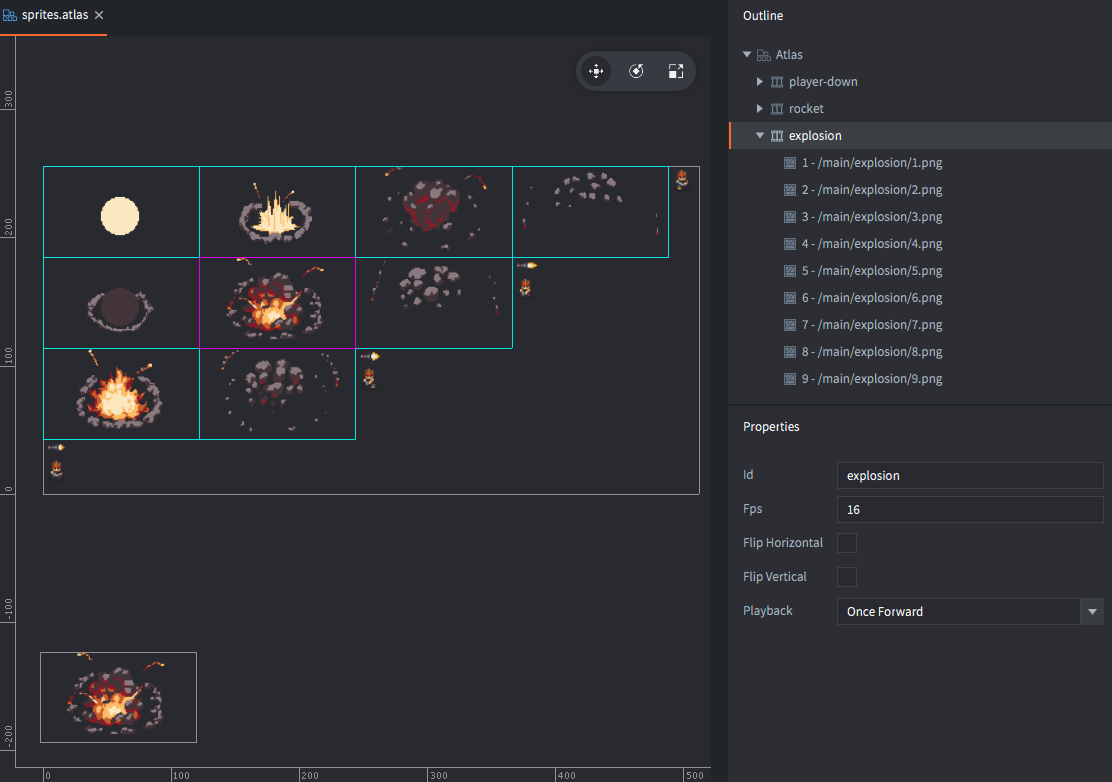 sprites.atlas
Outline
Atlas
player-down
rocket
explosion
1 - /main/explosion/1.png
2 - /main/explosion/2.png
3 - /main/explosion/3.png
4 - /main/explosion/4.png
5 - /main/explosion/5.png
6 - /main/explosion/6.png
7 - /main/explosion/7.png
8 - /main/explosion/8.png
9 - /main/explosion/9.png
Properties
Id explosion
Fps 16
Flip Horizontal
Flip Vertical
Playback Once Forward
300
200
100
0
-100
-200
0 100 200 300 400 500